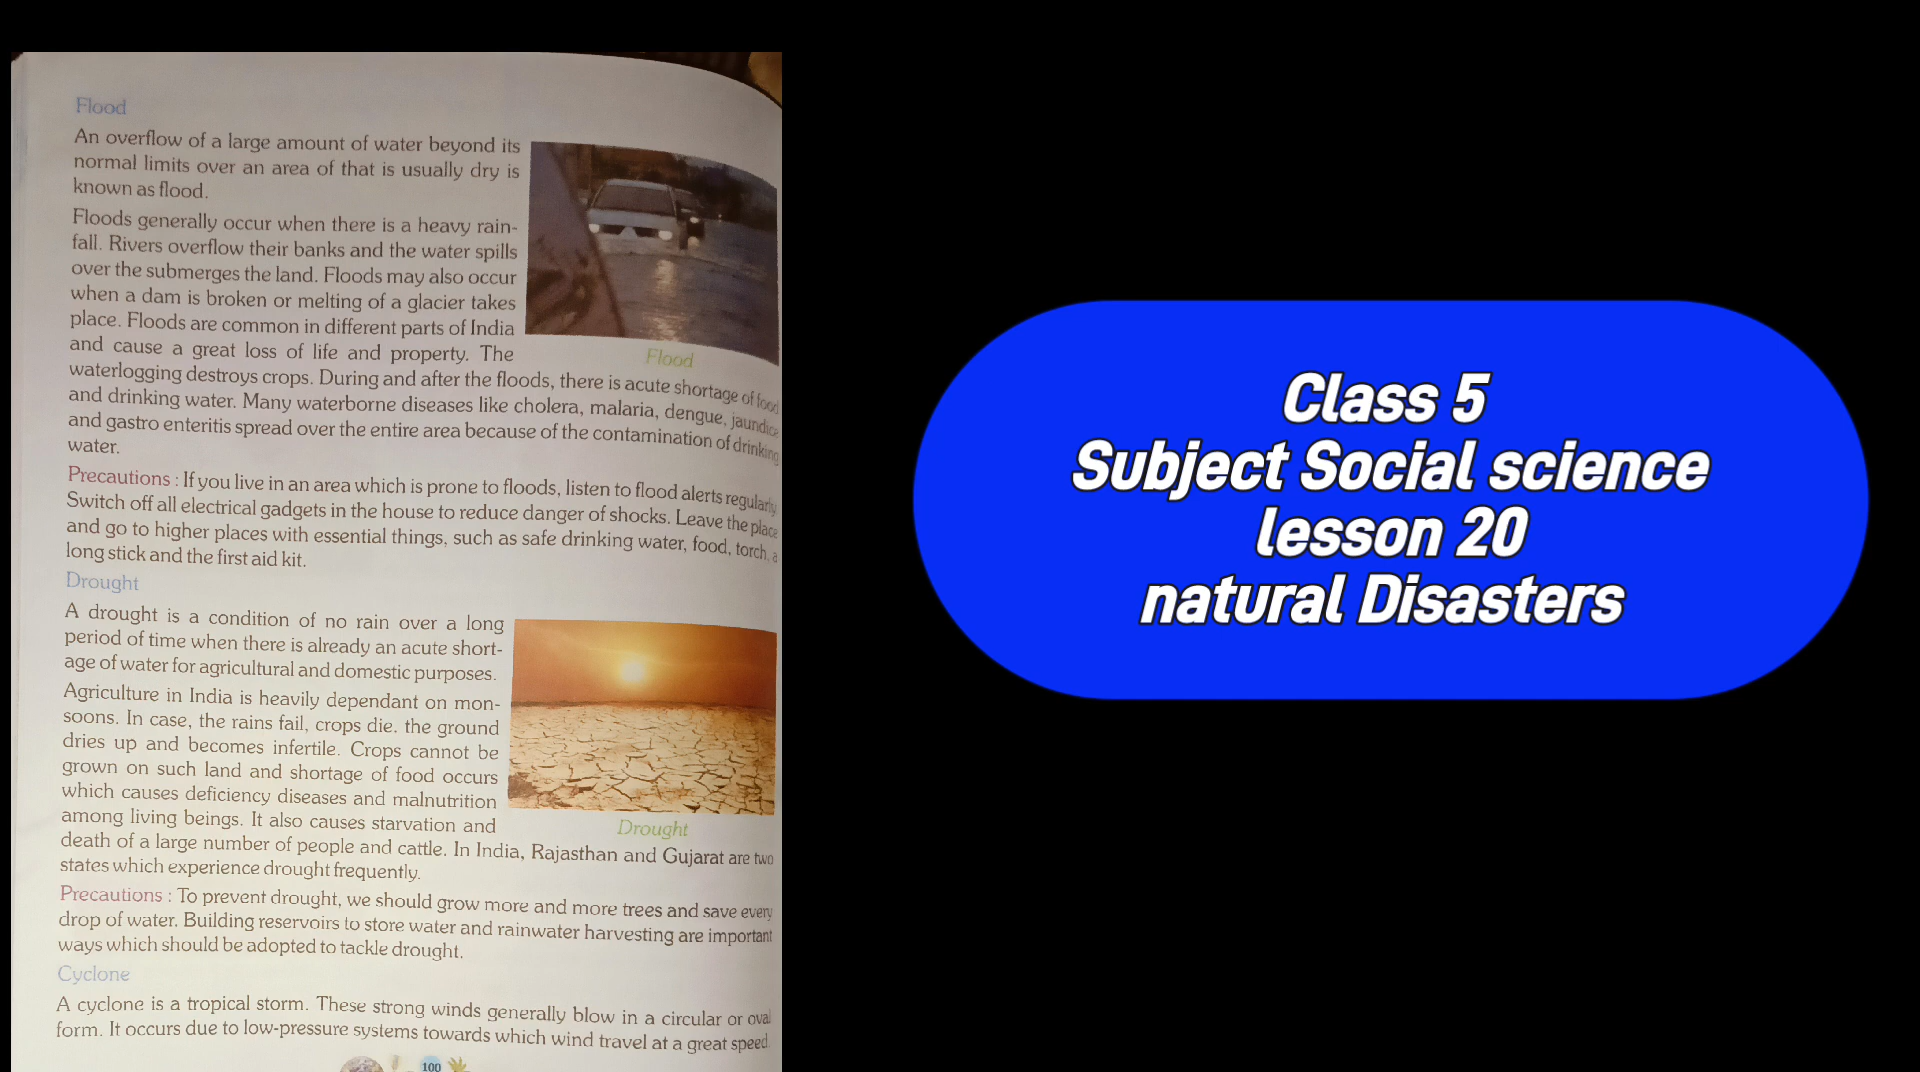 Flood
An overflow of a large amount of water beyond its
normal limits over an area of that is usually dry is
known as flood.
Floods generally occur when there is a heavy rain-
fall. Rivers overflow their banks and the water spills
over the submerges the land. Floods may also occur
when a dam is broken or melting of a glacier takes
place. Floods are common in different parts of India
and cause a great loss of life and property. The
Flood
waterlogging destroys crops. During and after the floods, there is acute shortage of food
and drinking water. Many waterborne diseases like cholera, malaria, dengue, jaundice
and gastro enteritis spread over the entire area because of the contamination of drinking
water.
Precautions : If you live in an area which is prone to floods, listen to flood alerts regularly
Switch off all electrical gadgets in the house to reduce danger of shocks. Leave the place
and go to higher places with essential things, such as safe drinking water, food, torch, a
long stick and the first aid kit.
Drought
A drought is a condition of no rain over a long
period of time when there is already an acute short-
age of water for agricultural and domestic purposes.
Agriculture in India is heavily dependant on mon-
soons. In case, the rains fail, crops die, the ground
dries up and becomes infertile. Crops cannot be
grown on such land and shortage of food occurs
which causes deficiency diseases and malnutrition
among living beings. It also causes starvation and
Drought
death of a large number of people and cattle. In India, Rajasthan and Gujarat are two
states which experience drought frequently.
Precautions : To prevent drought, we should grow more and more trees and save every
drop of water. Building reservoirs to store water and rainwater harvesting are important
ways which should be adopted to tackle drought.
Cyclone
A cyclone is a tropical storm. These strong winds generally blow in a circular or oval
form. It occurs due to low-pressure systems towards which wind travel at a great speed.
100
Class 5
Subject Social science
lesson 20
natural Disasters